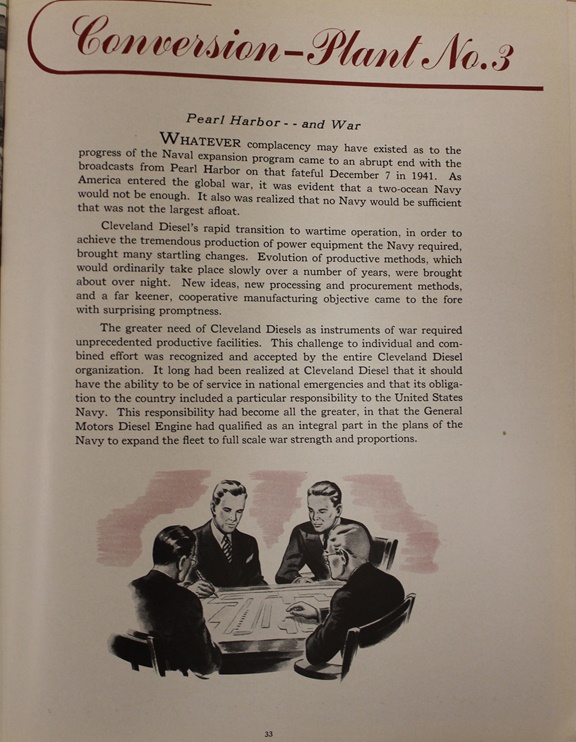 Conversion–Plant No. 3
Pearl Harbor - - and War
WHATEVER complacency may have existed as to the
progress of the Naval expansion program came to an abrupt end with the
broadcasts from Pearl Harbor on that fateful December 7 in 1941. As
America entered the global war, it was evident that a two-ocean Navy
would not be enough. It also was realized that no Navy would be sufficient
that was not the largest afloat.
Cleveland Diesel's rapid transition to wartime operation, in order to
achieve the tremendous production of power equipment the Navy required,
brought many startling changes. Evolution of productive methods, which
would ordinarily take place slowly over a number of years, were brought
about over night. New ideas, new processing and procurement methods,
and a far keener, cooperative manufacturing objective came to the fore
with surprising promptness.
The greater need of Cleveland Diesels as instruments of war required
unprecedented productive facilities. This challenge to individual and com-
bined effort was recognized and accepted by the entire Cleveland Diesel
organization. It long had been realized at Cleveland Diesel that it should
have the ability to be of service in national emergencies and that its obliga-
tion to the country included a particular responsibility to the United States
Navy. This responsibility had become all the greater, in that the General
Motors Diesel Engine had qualified as an integral part in the plans of the
Navy to expand the fleet to full scale war strength and proportions.
33